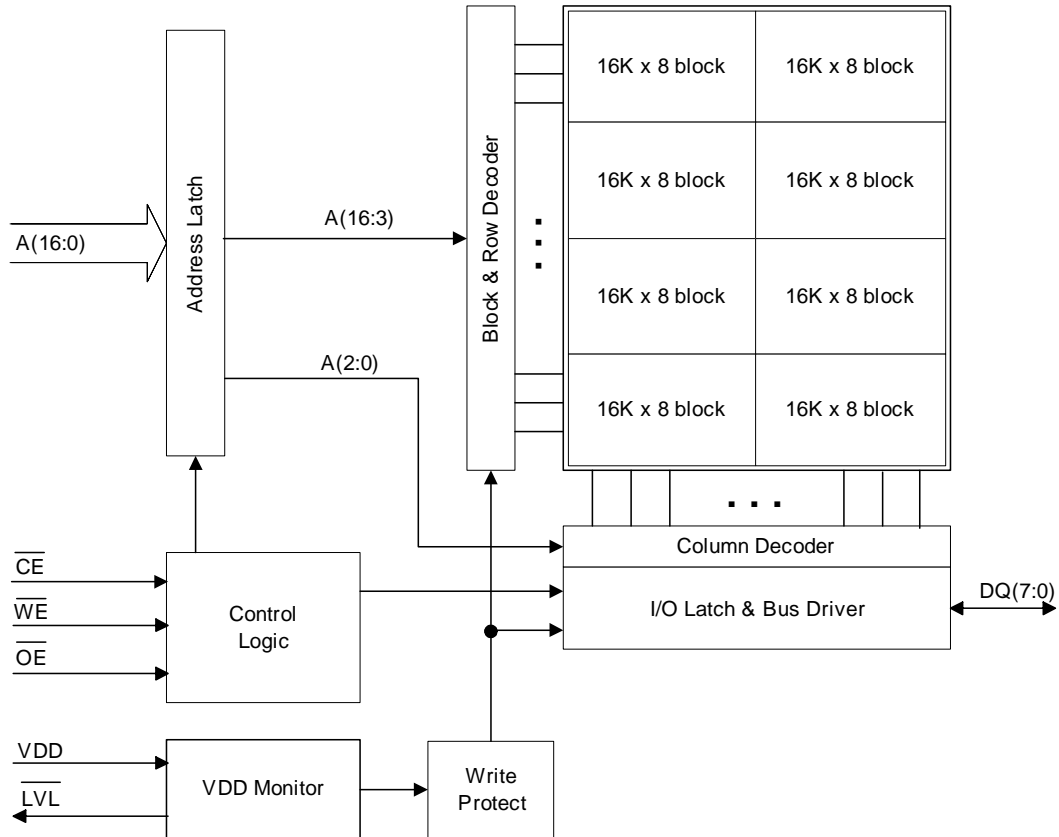 16K x 8 block 16K x 8 block
16K x 8 block 16K x 8 block
16K x 8 block 16K x 8 block
16K x 8 block 16K x 8 block
Address Latch
Block & Row Decoder
A(16:0)
A(16:3)
A(2:0)
Column Decoder
I/O Latch & Bus Driver
DQ(7:0)
CE
WE
OE
Control
Logic
VDD
LVL
VDD Monitor
Write
Protect